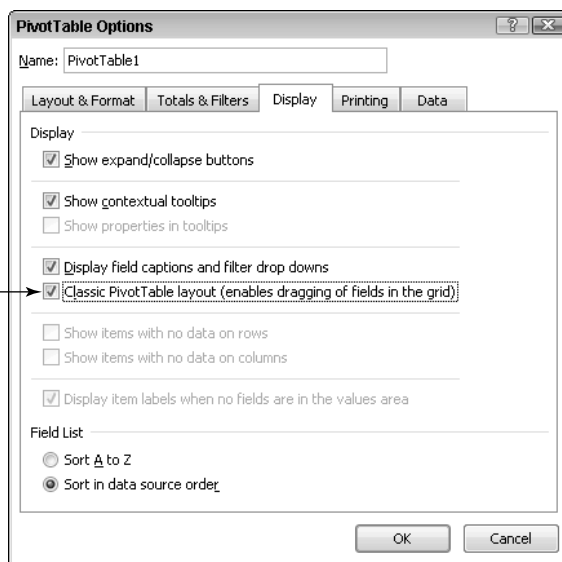 PivotTable Options
Name: PivotTable1
Layout & Format Totals & Filters Display Printing Data
Display
Show expand/collapse buttons
Show contextual tooltips
Show properties in tooltips
Display field captions and filter drop downs
Classic PivotTable layout (enables dragging of fields in the grid)
Show items with no data on rows
Show items with no data on columns
Display item labels when no fields are in the values area
Field List
Sort A to Z
Sort in data source order
OK Cancel